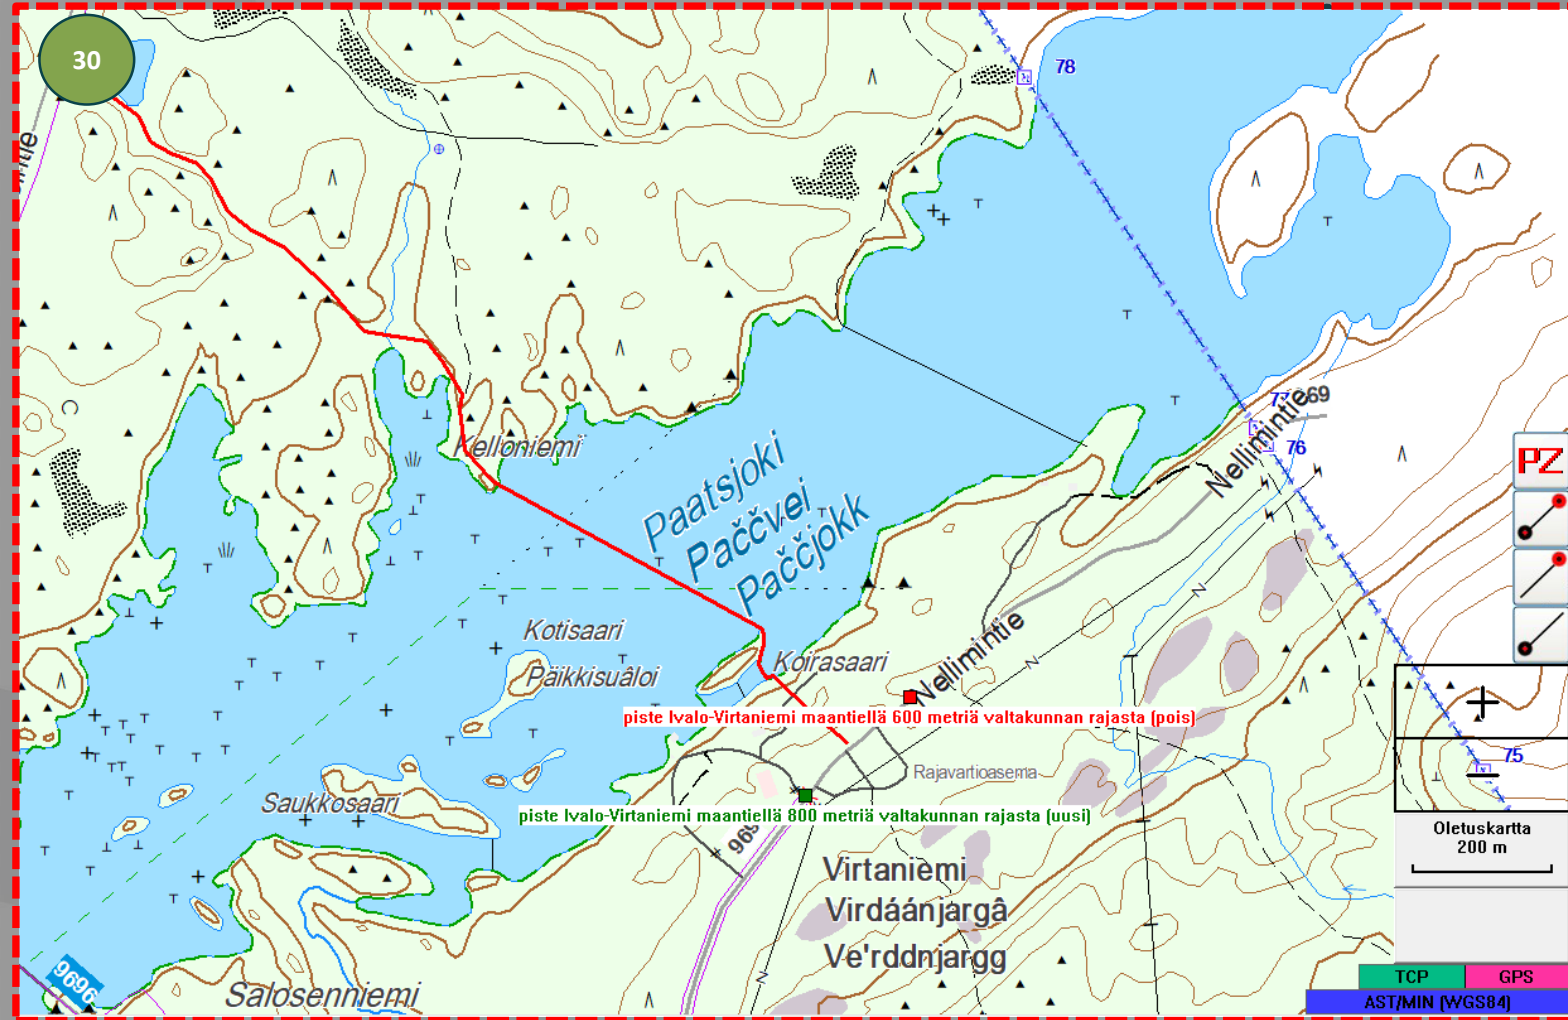 30
78
69
76
Nellimintie
PZ
Kelloniemi
Paatsjoki
Paččvei
Paččjokk
Kotisaari
Päikkisuâloi
Koirasaari
Nellimintie
piste Ivalo-Virtaniemi maantiellä 600 metriä valtakunnan rajasta (pois)
Rajavartioasema
75
Saukkosaari
piste Ivalo-Virtaniemi maantiellä 800 metriä valtakunnan rajasta (uusi)
Oletuskartta
200 m
Virtaniemi
Virdáánjargâ
Ve'rddnjargg
9696
Salosenniemi
TCP
GPS
AST/MIN (WGS84)